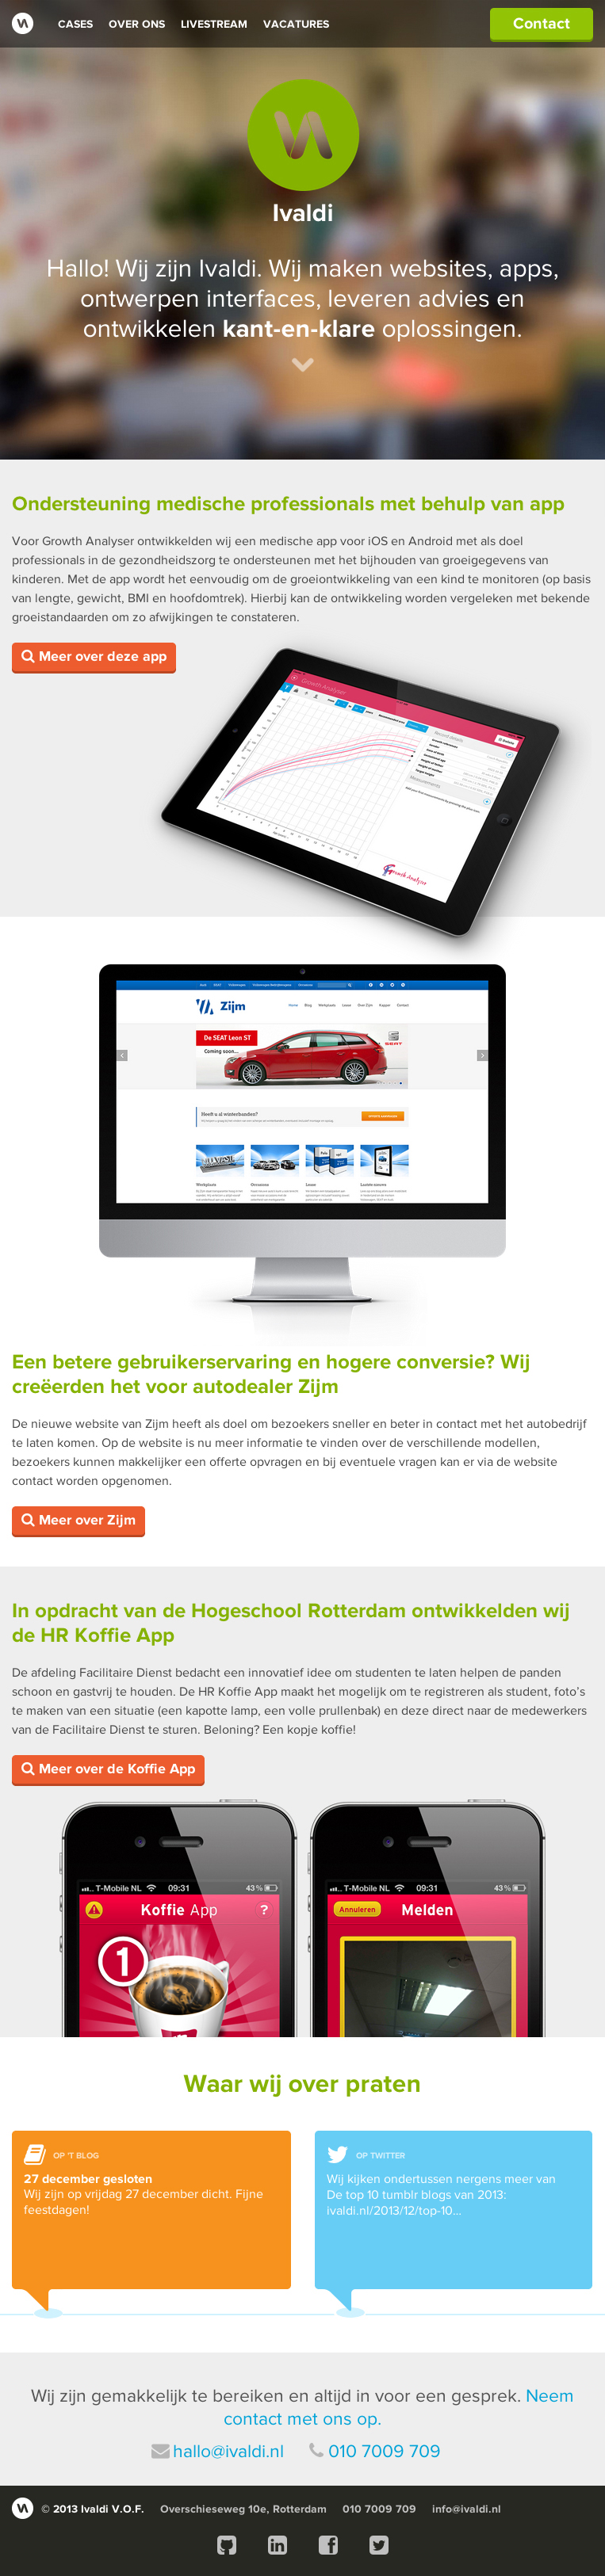 CASES OVER ONS LIVESTREAM VACATURES Contact
Ivaldi
Hallo! Wij zijn Ivaldi. Wij maken websites, apps,
ontwerpen interfaces, leveren advies en
ontwikkelen kant-en-klare oplossingen.
Ondersteuning medische professionals met behulp van app
Voor Growth Analyser ontwikkelden wij een medische app voor iOS en Android met als doel
professionals in de gezondheidszorg te ondersteunen met het bijhouden van groeigegevens van
kinderen. Met de app wordt het eenvoudig om de groeiontwikkeling van een kind te monitoren (op basis
van lengte, gewicht, BMI en hoofdomtrek). Hierbij kan de ontwikkeling worden vergeleken met bekende
groeistandaarden om zo afwijkingen te constateren.
Meer over deze app
Growth Analyser
Record details
Measurements
Growth Analyser
Zijm
Home Blog Werkplaats Lease Over Zijm Kopper Contact
De SEAT Leon ST
Coming soon...
SEAT
Heeft u al winterbanden?
Werkplaats Occasions Lease Laatste nieuws
Een betere gebruikerservaring en hogere conversie? Wij
creëerden het voor autodealer Zijm
De nieuwe website van Zijm heeft als doel om bezoekers sneller en beter in contact met het autobedrijf
te laten komen. Op de website is nu meer informatie te vinden over de verschillende modellen,
bezoekers kunnen makkelijker een offerte opvragen en bij eventuele vragen kan er via de website
contact worden opgenomen.
Meer over Zijm
In opdracht van de Hogeschool Rotterdam ontwikkelden wij
de HR Koffie App
De afdeling Facilitaire Dienst bedacht een innovatief idee om studenten te laten helpen de panden
schoon en gastvrij te houden. De HR Koffie App maakt het mogelijk om te registreren als student, foto's
te maken van een situatie (een kapotte lamp, een volle prullenbak) en deze direct naar de medewerkers
van de Facilitaire Dienst te sturen. Beloning? Een kopje koffie!
Meer over de Koffie App
T-Mobile NL 09:31 43%
Koffie App ?
1
T-Mobile NL 09:31 43%
Annuleren Melden
Waar wij over praten
OP 'T BLOG
27 december gesloten
Wij zijn op vrijdag 27 december dicht. Fijne
feestdagen!
OP TWITTER
Wij kijken ondertussen nergens meer van
De top 10 tumblr blogs van 2013:
ivaldi.nl/2013/12/top-10...
Wij zijn gemakkelijk te bereiken en altijd in voor een gesprek. Neem
contact met ons op.
hallo@ivaldi.nl 010 7009 709
© 2013 Ivaldi V.O.F. Overschieseweg 10e, Rotterdam 010 7009 709 info@ivaldi.nl